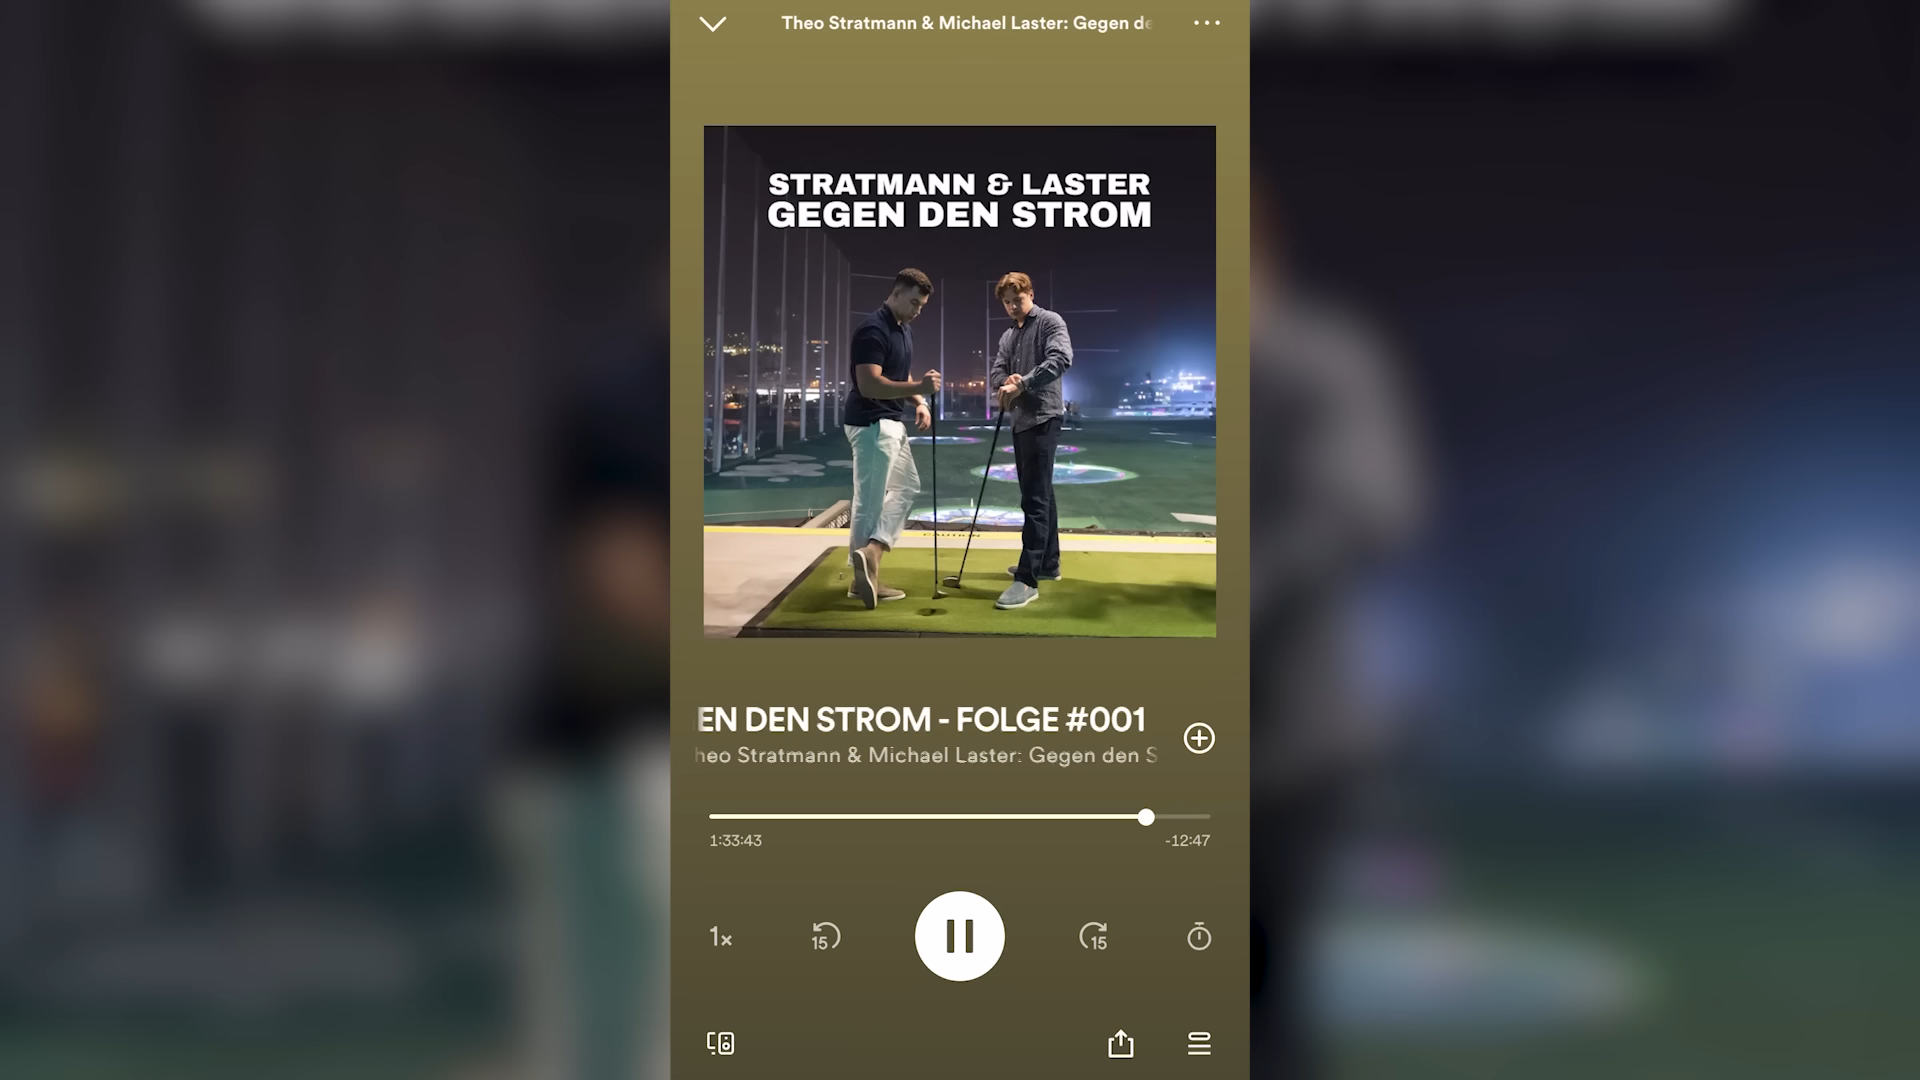 Theo Stratmann & Michael Laster: Gegen de
STRATMANN & LASTER
GEGEN DEN STROM
CAUTION
EN DEN STROM - FOLGE #001
heo Stratmann & Michael Laster: Gegen den S
1:33:43
-12:47
1x
15
15